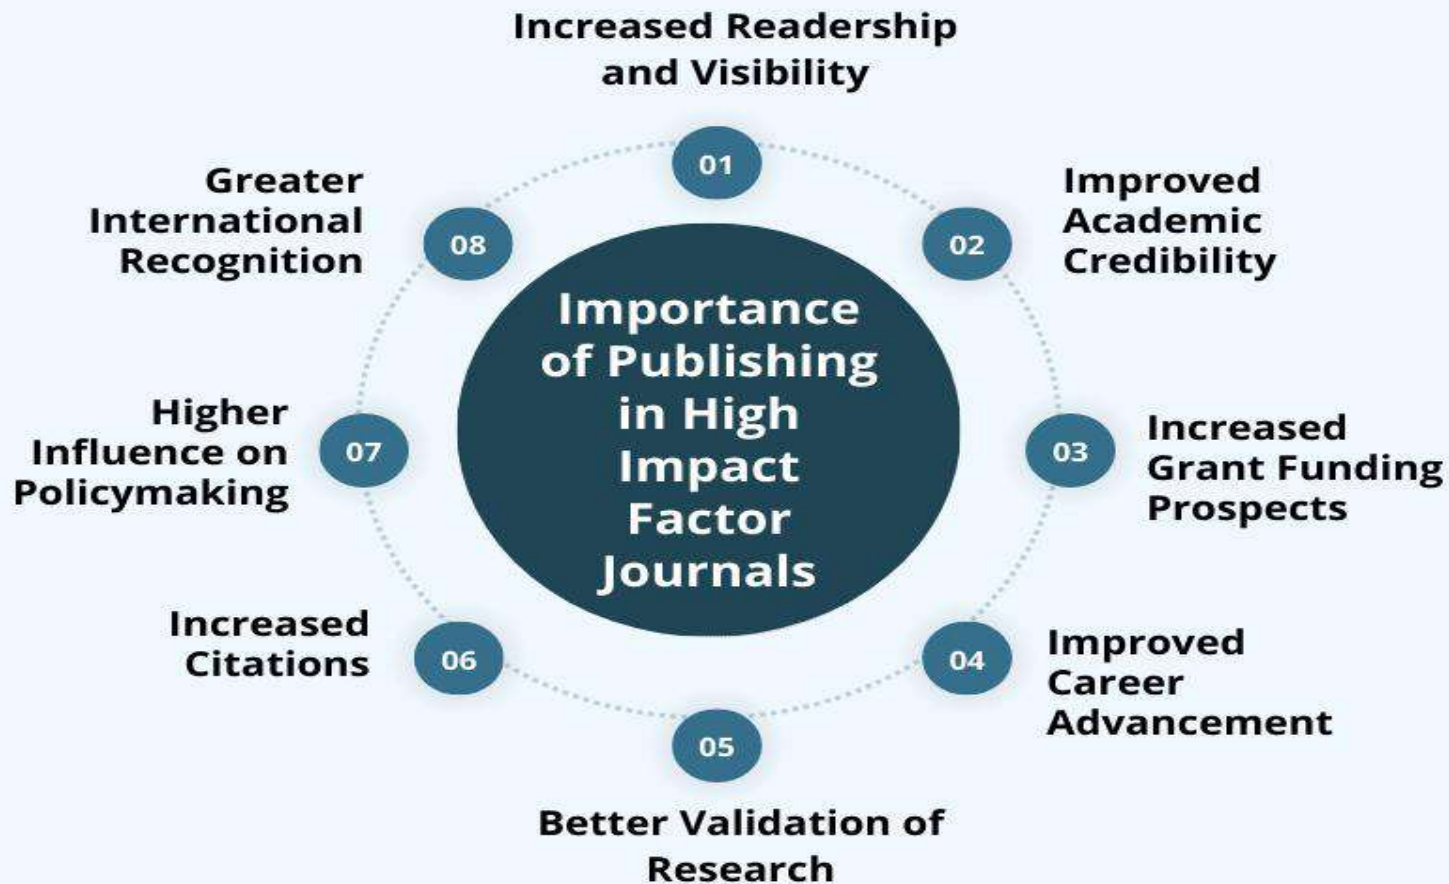 Increased Readership
and Visibility
01
Improved
Academic
Credibility
02
Increased
Grant Funding
Prospects
03
Improved
Career
Advancement
04
Better Validation of
Research
05
Increased
Citations
06
Higher
Influence on
Policymaking
07
Greater
International
Recognition
08
Importance
of Publishing
in High
Impact
Factor
Journals